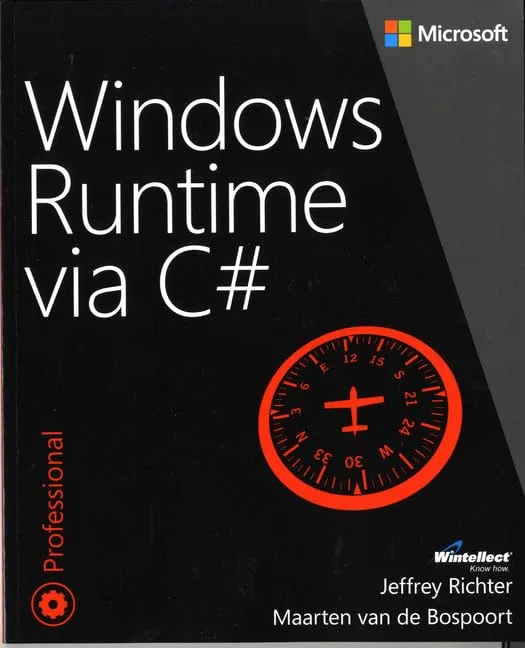 Microsoft
Windows
Runtime
via C#
E 12 15 S 21 24 W 30 33 N 3 6
Professional
Wintellect
Know how.
Jeffrey Richter
Maarten van de Bospoort